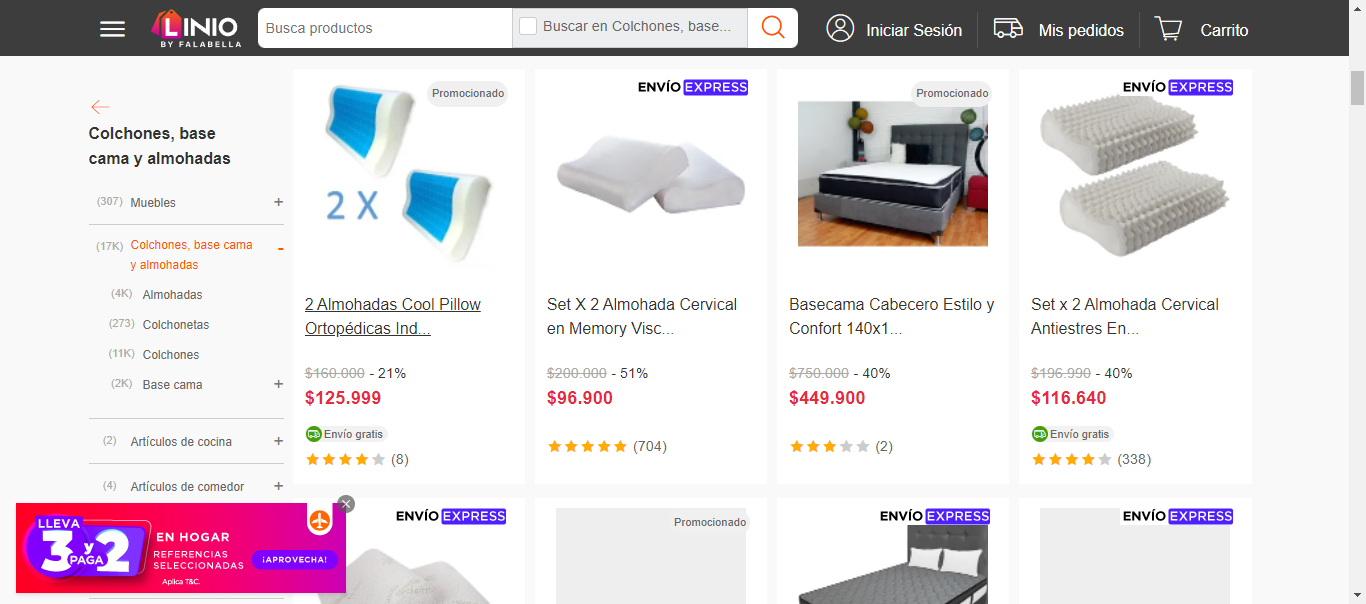 LINIO
BY FALABELLA
Busca productos
Buscar en Colchones, base...
Iniciar Sesión
Mis pedidos
Carrito
Colchones, base
cama y almohadas
(307) Muebles +
(17K) Colchones, base cama
y almohadas -
(4K) Almohadas
(273) Colchonetas
(11K) Colchones
(2K) Base cama +
(2) Artículos de cocina +
(4) Artículos de comedor +
Promocionado
2 X
2 Almohadas Cool Pillow
Ortopédicas Ind...
$160.000 - 21%
$125.999
Envío gratis
(8)
ENVÍO EXPRESS
Set X 2 Almohada Cervical
en Memory Visc...
$200.000 - 51%
$96.900
(704)
Promocionado
Basecama Cabecero Estilo y
Confort 140x1...
$750.000 - 40%
$449.900
(2)
ENVÍO EXPRESS
Set x 2 Almohada Cervical
Antiestres En...
$196.990 - 40%
$116.640
Envío gratis
(338)
ENVÍO EXPRESS
Promocionado
ENVÍO EXPRESS
ENVÍO EXPRESS
LLEVA
3 y 2
PAGA
EN HOGAR
REFERENCIAS
SELECCIONADAS
Aplica T&C.
¡APROVECHA!